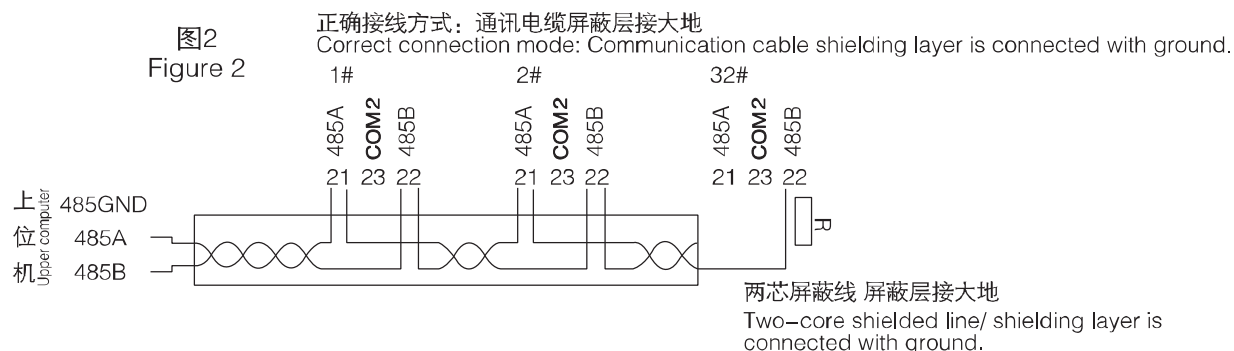 图2
Figure 2
正确接线方式：通讯电缆屏蔽层接大地
Correct connection mode: Communication cable shielding layer is connected with ground.
1# 2# 32#
485A COM2 485B 485A COM2 485B 485A COM2 485B
21 23 22 21 23 22 21 23 22
上位机
Upper computer
485GND
485A
485B
R
两芯屏蔽线 屏蔽层接大地
Two-core shielded line/ shielding layer is
connected with ground.